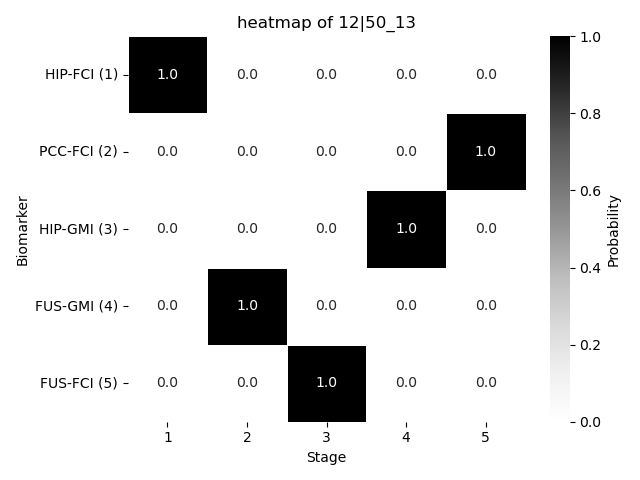 heatmap of 12|50_13
HIP-FCI (1) 1.0 0.0 0.0 0.0 0.0
PCC-FCI (2) 0.0 0.0 0.0 0.0 1.0
HIP-GMI (3) 0.0 0.0 0.0 1.0 0.0
FUS-GMI (4) 0.0 1.0 0.0 0.0 0.0
FUS-FCI (5) 0.0 0.0 1.0 0.0 0.0
1 2 3 4 5
Stage
Biomarker
1.0
0.8
0.6
0.4
0.2
0.0
Probability